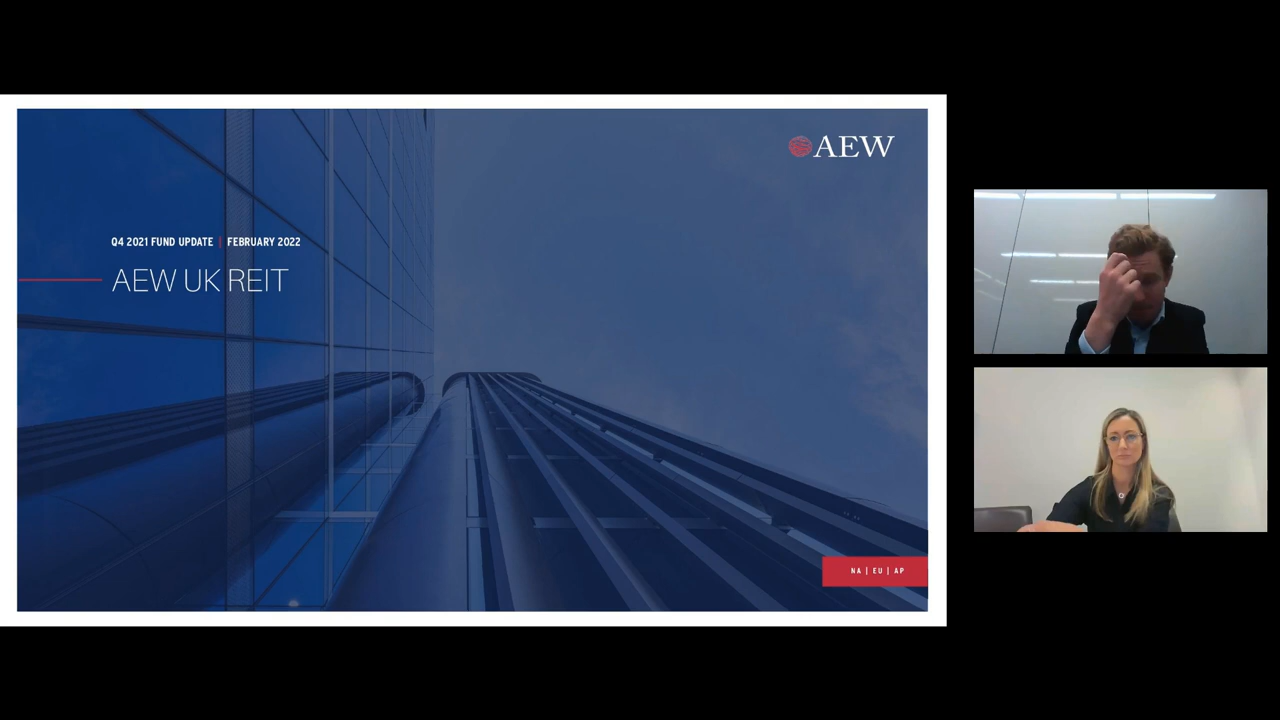 AEW
Q4 2021 FUND UPDATE | FEBRUARY 2022
AEW UK REIT
NA | EU | AP